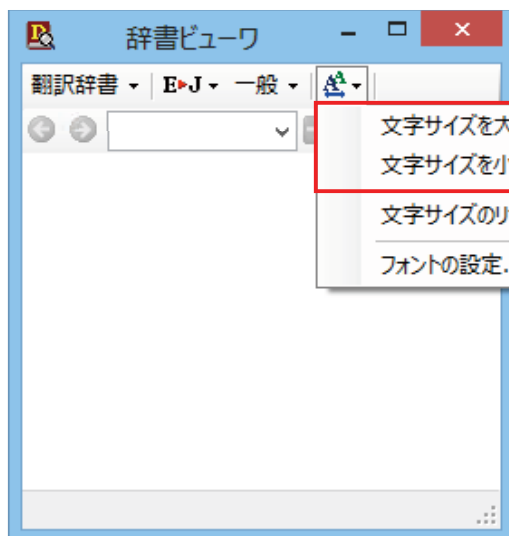 辞書ビューワ
翻訳辞書 E▶J 一般
文字サイズを大
文字サイズを小
文字サイズのリ
フォントの設定.